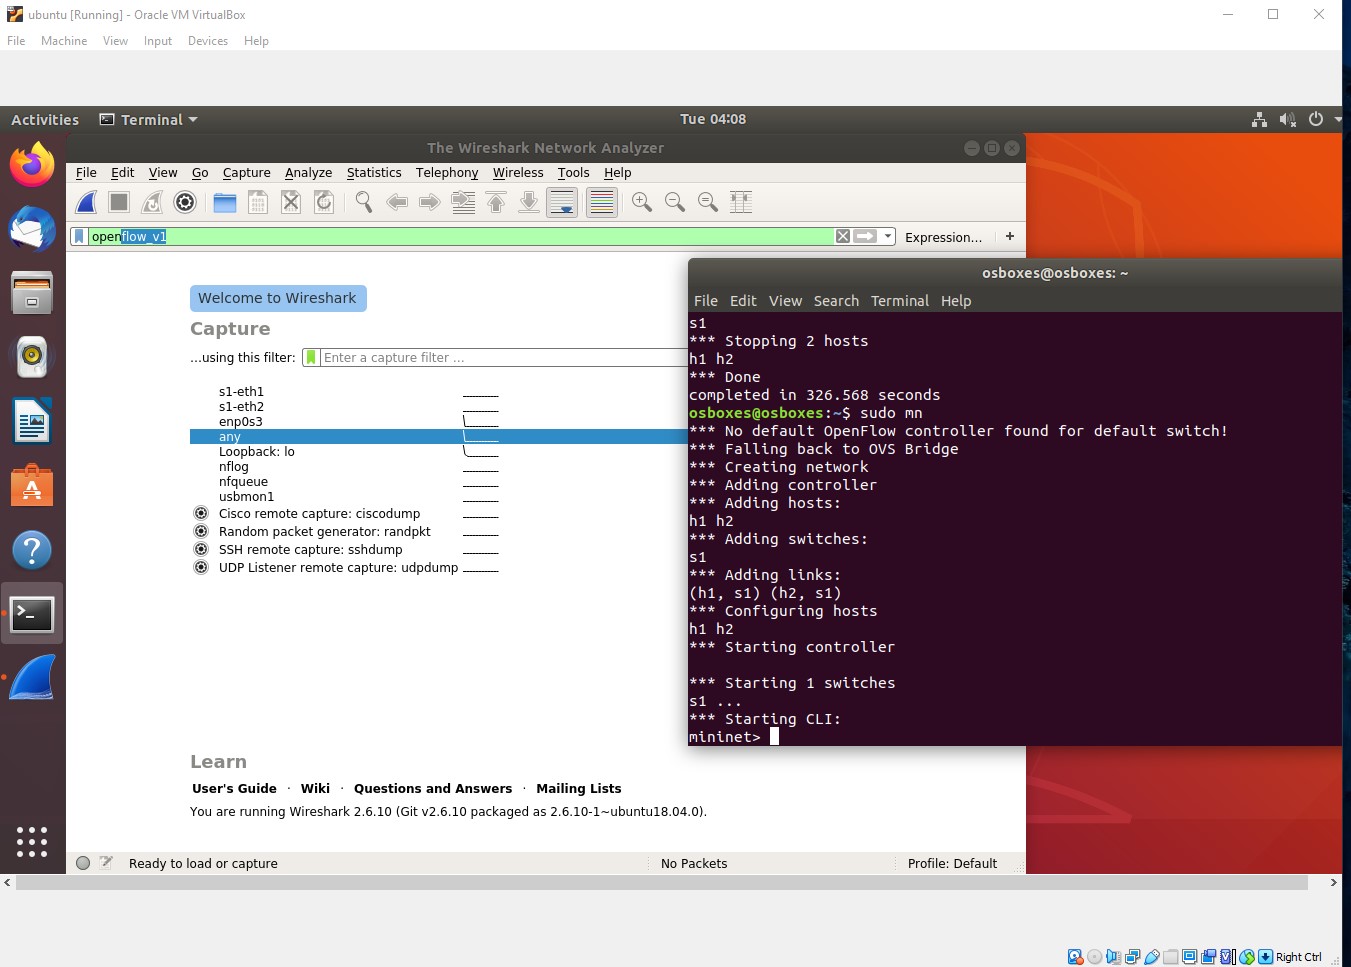 ubuntu [Running] - Oracle VM VirtualBox
File Machine View Input Devices Help
Activities Terminal Tue 04:08
The Wireshark Network Analyzer
File Edit View Go Capture Analyze Statistics Telephony Wireless Tools Help
openflow_v1 Expression… +
Welcome to Wireshark
Capture
…using this filter: Enter a capture filter …
s1-eth1
s1-eth2
enp0s3
any
Loopback: lo
nflog
nfqueue
usbmon1
Cisco remote capture: ciscodump
Random packet generator: randpkt
SSH remote capture: sshdump
UDP Listener remote capture: udpdump
Learn
User's Guide · Wiki · Questions and Answers · Mailing Lists
You are running Wireshark 2.6.10 (Git v2.6.10 packaged as 2.6.10-1~ubuntu18.04.0).
Ready to load or capture No Packets Profile: Default
osboxes@osboxes: ~
File Edit View Search Terminal Help
s1
*** Stopping 2 hosts
h1 h2
*** Done
completed in 326.568 seconds
osboxes@osboxes:~$ sudo mn
*** No default OpenFlow controller found for default switch!
*** Falling back to OVS Bridge
*** Creating network
*** Adding controller
*** Adding hosts:
h1 h2
*** Adding switches:
s1
*** Adding links:
(h1, s1) (h2, s1)
*** Configuring hosts
h1 h2
*** Starting controller
*** Starting 1 switches
s1 ...
*** Starting CLI:
mininet>
Right Ctrl